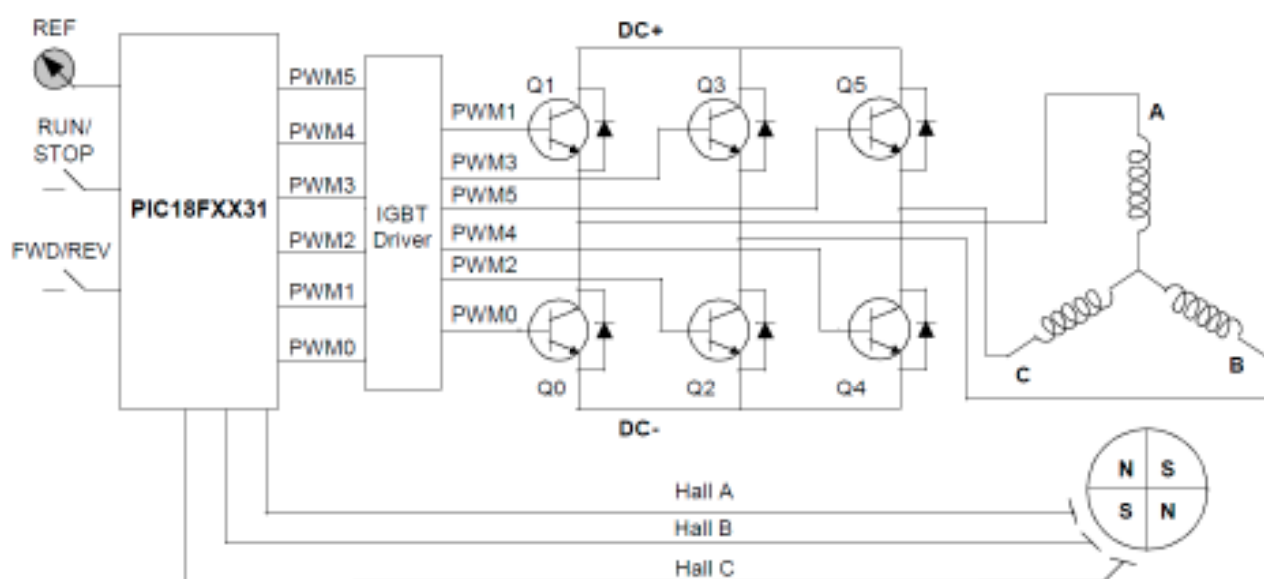 REF
DC+
PWM5
Q1
Q3
Q5
PWM1
A
RUN/
STOP
PWM4
PWM3
PIC18FXX31
PWM3
PWM5
IGBT
Driver
FWD/REV
PWM2
PWM4
PWM2
PWM1
PWM0
PWM0
C
B
Q0
Q2
Q4
DC-
N S
S N
Hall A
Hall B
Hall C